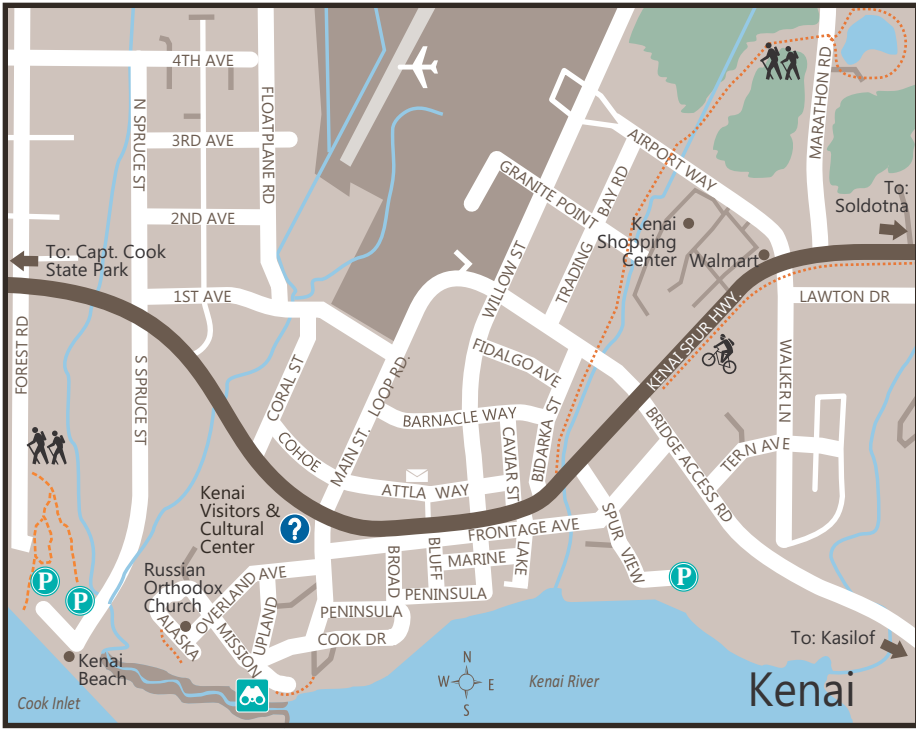 4TH AVE
N SPRUCE ST
FLOATPLANE RD
3RD AVE
2ND AVE
1ST AVE
AIRPORT WAY
MARATHON RD
GRANITE POINT
TRADING BAY RD
To:
Soldotna
Kenai
Shopping
Center
Walmart
To: Capt. Cook
State Park
WILLOW ST
KENAI SPUR HWY.
LAWTON DR
FOREST RD
S SPRUCE ST
CORAL ST
MAIN ST. LOOP RD.
FIDALGO AVE
WALKER LN
BARNACLE WAY
BIDARKA ST
CAVIAR ST
BRIDGE ACCESS RD
TERN AVE
COHOE
ATTLA WAY
Kenai
Visitors &
Cultural
Center
?
FRONTAGE AVE
SPUR VIEW
BROAD
BLUFF
MARINE
LAKE
P
P
P
Russian
Orthodox
Church
OVERLAND AVE
UPLAND
PENINSULA
PENINSULA
ALASKA
MISSION
COOK DR
To: Kasilof
Kenai
Beach
Cook Inlet
N
W
E
S
Kenai River
Kenai